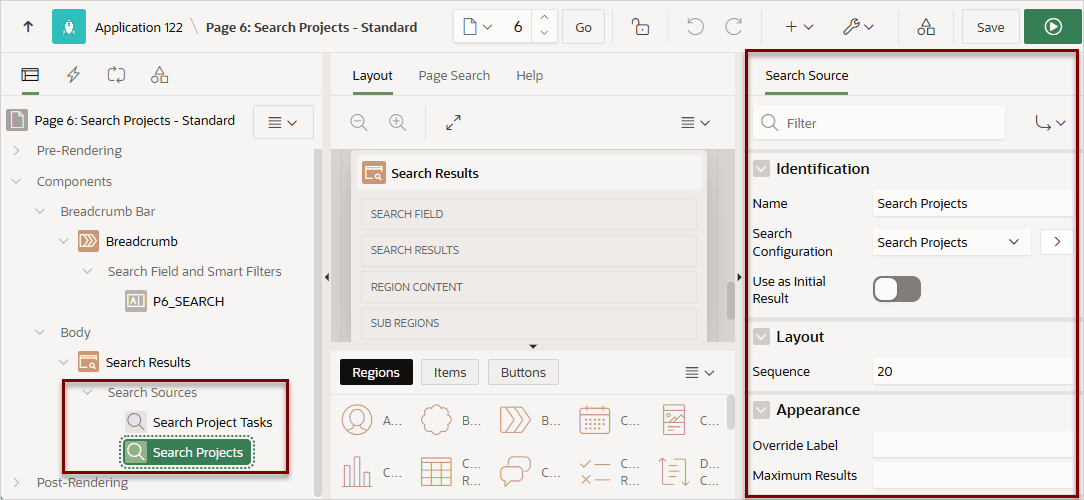 Application 122 \ Page 6: Search Projects - Standard
6
Go
Save
Page 6: Search Projects - Standard
Pre-Rendering
Components
Breadcrumb Bar
Breadcrumb
Search Field and Smart Filters
P6_SEARCH
Body
Search Results
Search Sources
Search Project Tasks
Search Projects
Post-Rendering
Layout
Page Search
Help
Search Results
SEARCH FIELD
SEARCH RESULTS
REGION CONTENT
SUB REGIONS
Regions
Items
Buttons
A...
B...
B...
C...
C...
C...
C...
R...
C...
C...
R...
D...
C...
Search Source
Filter
Identification
Name
Search Projects
Search
Configuration
Search Projects
Use as Initial
Result
Layout
Sequence
20
Appearance
Override Label
Maximum Results